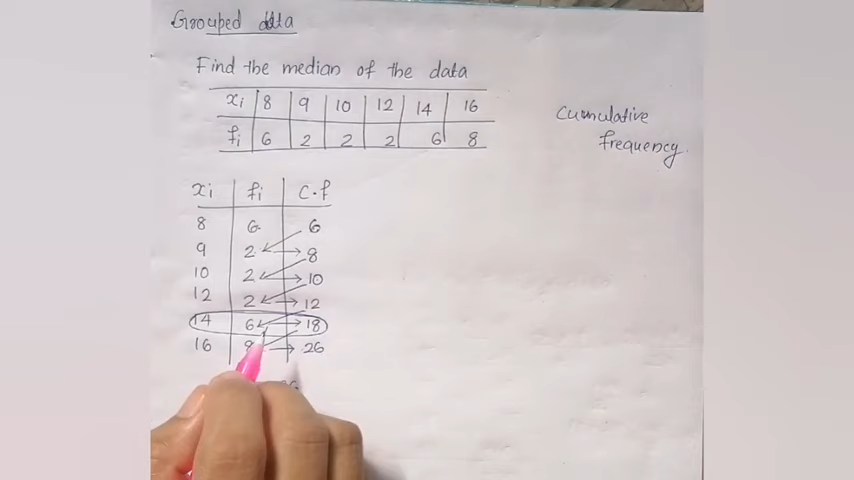 Grouped data
Find the median of the data
xi 8 9 10 12 14 16
fi 6 2 2 2 6 8
Cumulative
frequency.
xi fi C.f
8 6 6
9 2 8
10 2 10
12 2 12
14 6 18
16 26